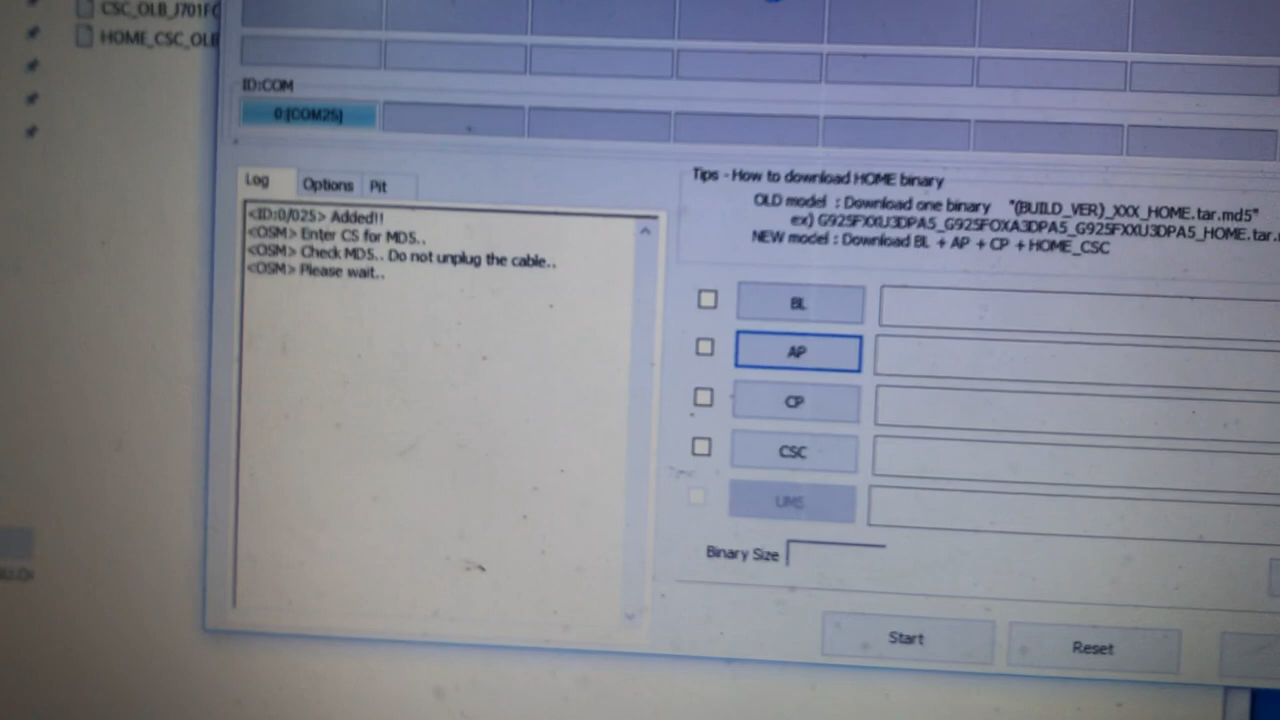 CSC_OLB_J701F
HOME_CSC_OL
ID:COM
0:[COM25]
Log
Options
Pit
<ID:0/025> Added!!
<OSM> Enter CS for MD5..
<OSM> Check MD5.. Do not unplug the cable..
<OSM> Please wait..
Tips - How to download HOME binary
OLD model : Download one binary "(BUILD_VER)_XXX_HOME.tar.md5"
ex) G925FXXU3DPA5_G925FOXA3DPA5_G925FXXU3DPA5_HOME.tar.
NEW model : Download BL + AP + CP + HOME_CSC
BL
AP
CP
CSC
UMS
Binary Size
Start
Reset